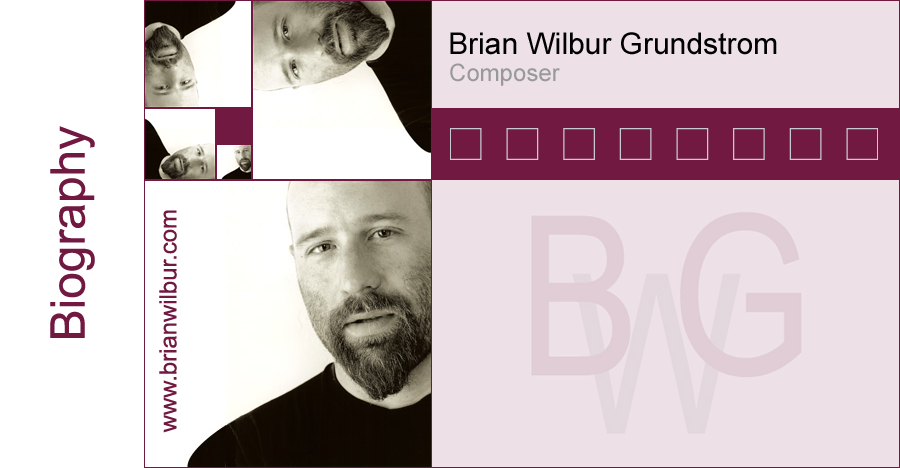 Biography
Brian Wilbur Grundstrom
Composer
www.brianwilbur.com
BWG